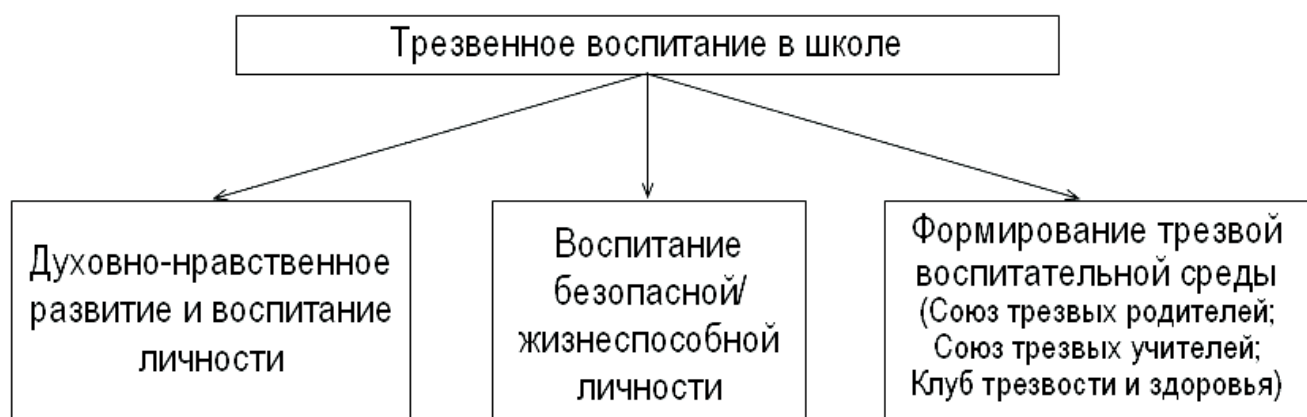 Трезвенное воспитание в школе
Духовно-нравственное
развитие и воспитание
личности
Воспитание
безопасной/
жизнеспособной
личности
Формирование трезвой
воспитательной среды
(Союз трезвых родителей;
Союз трезвых учителей;
Клуб трезвости и здоровья)